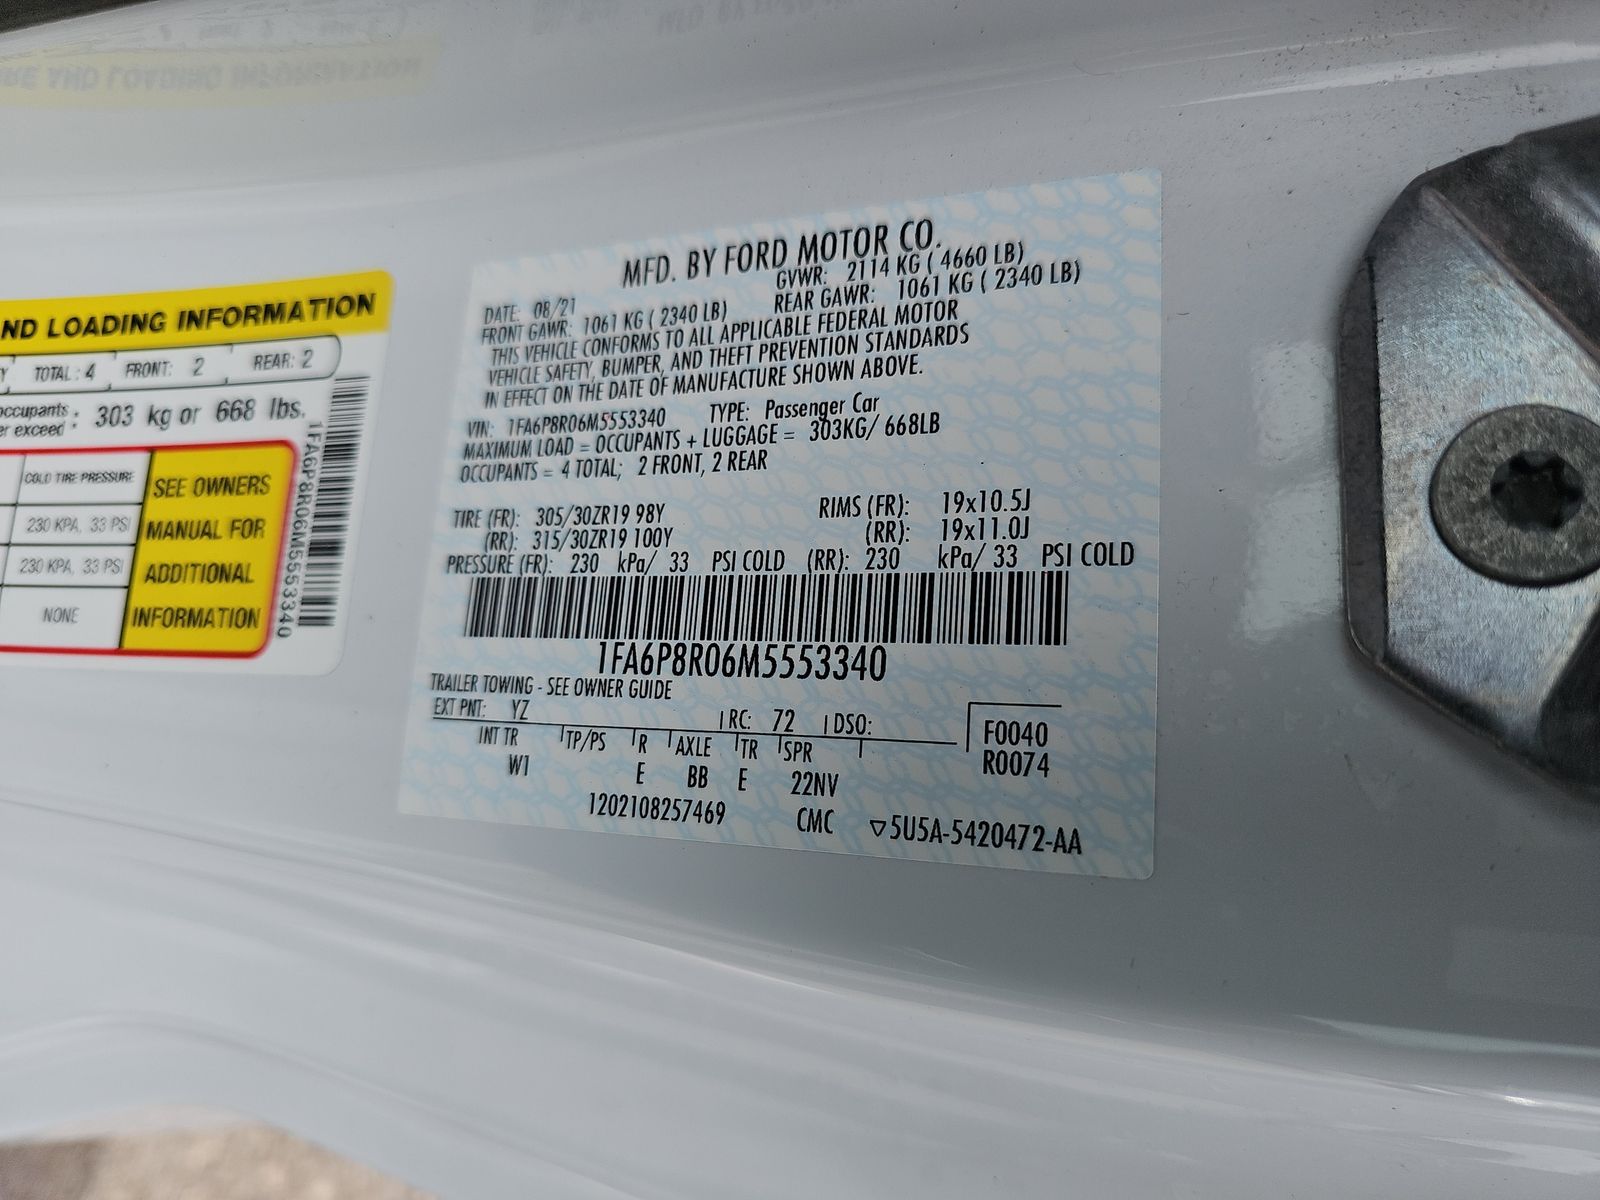 ND LOADING INFORMATION
TOTAL: 4 FRONT: 2 REAR: 2
occupants
er exceed : 303 kg or 668 lbs.
COLD TIRE PRESSURE
230 KPA, 33 PSI
230 KPA, 33 PSI
NONE
SEE OWNERS
MANUAL FOR
ADDITIONAL
INFORMATION
1FA6P8R06M5553340
MFD. BY FORD MOTOR CO.
DATE: 08/21 GVWR: 2114 KG ( 4660 LB)
FRONT GAWR: 1061 KG ( 2340 LB) REAR GAWR: 1061 KG ( 2340 LB)
THIS VEHICLE CONFORMS TO ALL APPLICABLE FEDERAL MOTOR
VEHICLE SAFETY, BUMPER, AND THEFT PREVENTION STANDARDS
IN EFFECT ON THE DATE OF MANUFACTURE SHOWN ABOVE.
VIN: 1FA6P8R06M5553340 TYPE: Passenger Car
MAXIMUM LOAD = OCCUPANTS + LUGGAGE = 303KG/ 668LB
OCCUPANTS = 4 TOTAL; 2 FRONT, 2 REAR
TIRE (FR): 305/30ZR19 98Y RIMS (FR): 19x10.5J
(RR): 315/30ZR19 100Y (RR): 19x11.0J
PRESSURE (FR): 230 kPa/ 33 PSI COLD (RR): 230 kPa/ 33 PSI COLD
1FA6P8R06M5553340
TRAILER TOWING - SEE OWNER GUIDE
EXT PNT: YZ RC: 72 DSO:
INT TR TP/PS R AXLE TR SPR
W1 E BB E 22NV
F0040
R0074
1202108257469 CMC ▽5U5A-5420472-AA